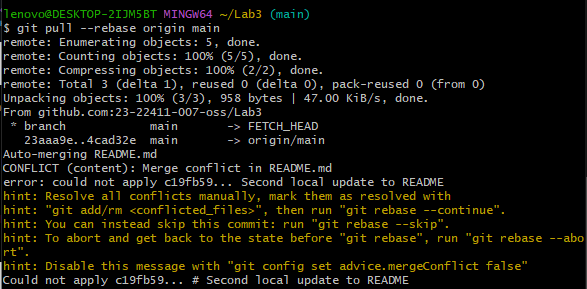 lenovo@DESKTOP-2IJM5BT MINGW64 ~/Lab3 (main)
$ git pull --rebase origin main
remote: Enumerating objects: 5, done.
remote: Counting objects: 100% (5/5), done.
remote: Compressing objects: 100% (2/2), done.
remote: Total 3 (delta 1), reused 0 (delta 0), pack-reused 0 (from 0)
Unpacking objects: 100% (3/3), 958 bytes | 47.00 KiB/s, done.
From github.com:23-22411-007-oss/Lab3
 * branch            main       -> FETCH_HEAD
   23aaa9e..4cad32e  main       -> origin/main
Auto-merging README.md
CONFLICT (content): Merge conflict in README.md
error: could not apply c19fb59... Second local update to README
hint: Resolve all conflicts manually, mark them as resolved with
hint: "git add/rm <conflicted_files>", then run "git rebase --continue".
hint: You can instead skip this commit: run "git rebase --skip".
hint: To abort and get back to the state before "git rebase", run "git rebase --abo
rt".
hint: Disable this message with "git config set advice.mergeConflict false"
Could not apply c19fb59... # Second local update to README